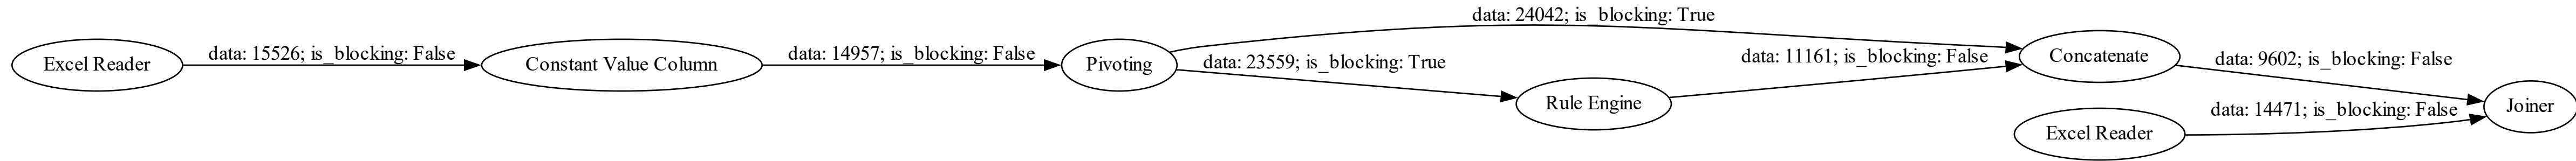 Excel Reader
data: 15526; is_blocking: False
Constant Value Column
data: 14957; is_blocking: False
Pivoting
data: 24042; is_blocking: True
data: 23559; is_blocking: True
Rule Engine
data: 11161; is_blocking: False
Concatenate
data: 9602; is_blocking: False
Excel Reader
data: 14471; is_blocking: False
Joiner